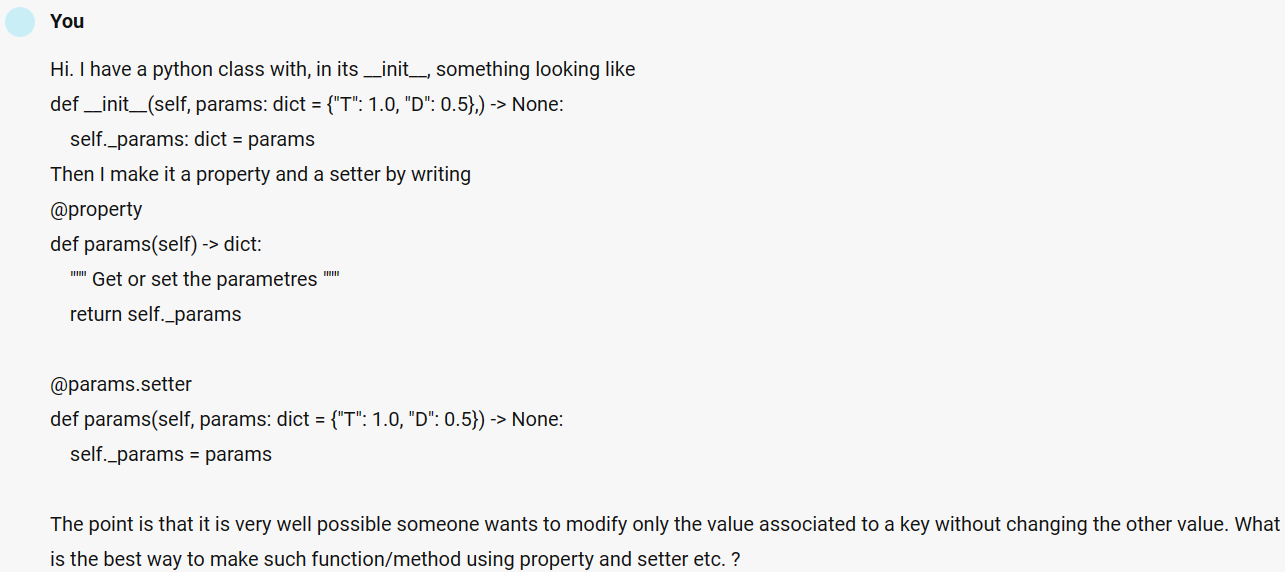 You
Hi. I have a python class with, in its __init__, something looking like
def __init__(self, params: dict = {"T": 1.0, "D": 0.5},) -> None:
    self._params: dict = params
Then I make it a property and a setter by writing
@property
def params(self) -> dict:
    """ Get or set the parametres """
    return self._params

@params.setter
def params(self, params: dict = {"T": 1.0, "D": 0.5}) -> None:
    self._params = params

The point is that it is very well possible someone wants to modify only the value associated to a key without changing the other value. What
is the best way to make such function/method using property and setter etc. ?